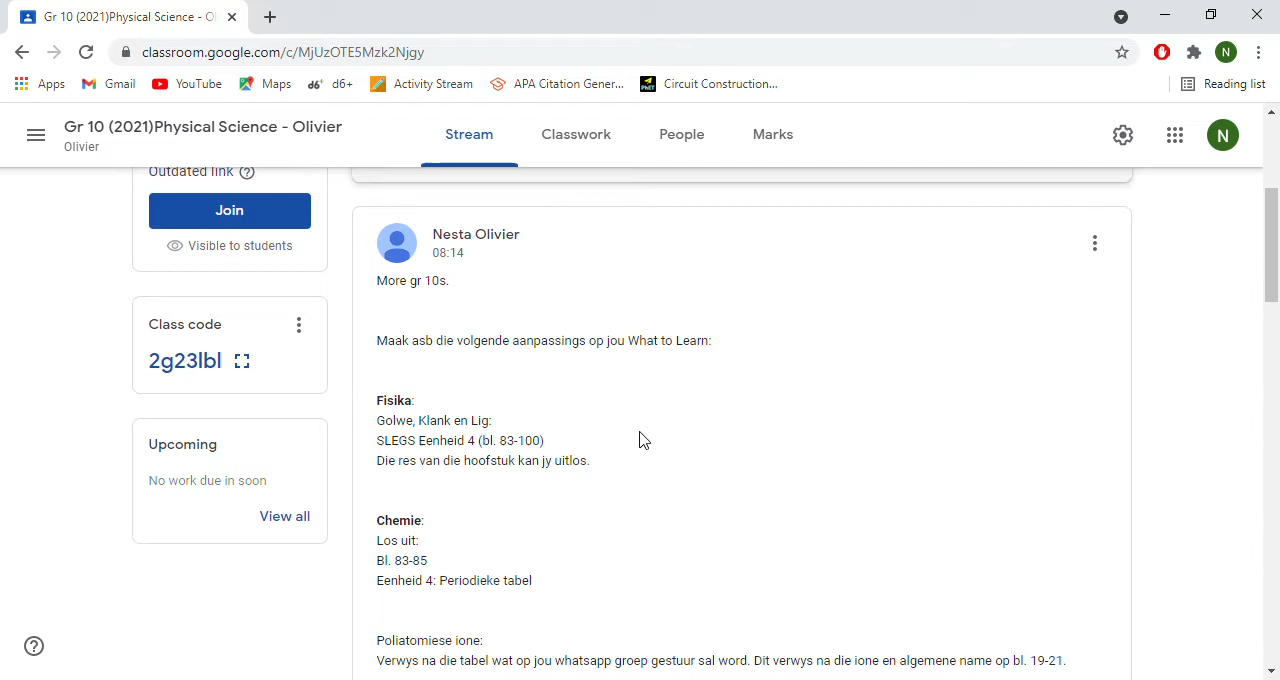 Gr 10 (2021)Physical Science - Ol
classroom.google.com/c/MjUzOTE5Mzk2Njgy
N
Apps
Gmail
YouTube
Maps
d6+
d6+
Activity Stream
APA Citation Gener...
PhET
Circuit Construction...
Reading list
Gr 10 (2021)Physical Science - Olivier
Olivier
Stream
Classwork
People
Marks
N
Outdated link
Join
Visible to students
Class code
2g23lbl
Upcoming
No work due in soon
View all
Nesta Olivier
08:14
More gr 10s.
Maak asb die volgende aanpassings op jou What to Learn:
Fisika:
Golwe, Klank en Lig:
SLEGS Eenheid 4 (bl. 83-100)
Die res van die hoofstuk kan jy uitlos.
Chemie:
Los uit:
Bl. 83-85
Eenheid 4: Periodieke tabel
Poliatomiese ione:
Verwys na die tabel wat op jou whatsapp groep gestuur sal word. Dit verwys na die ione en algemene name op bl. 19-21.